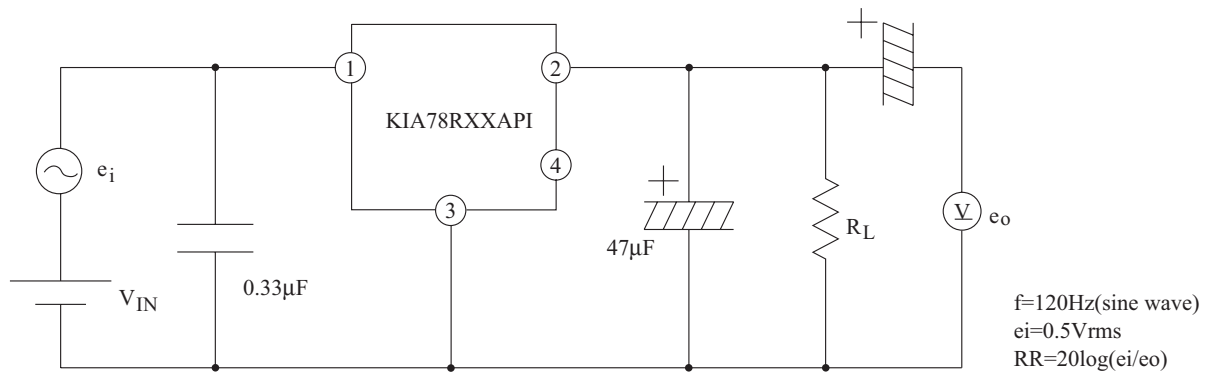 +
1
2
KIA78RXXAPI
4
+
3
ei
VIN
0.33μF
47μF
RL
V
eo
f=120Hz(sine wave)
ei=0.5Vrms
RR=20log(ei/eo)